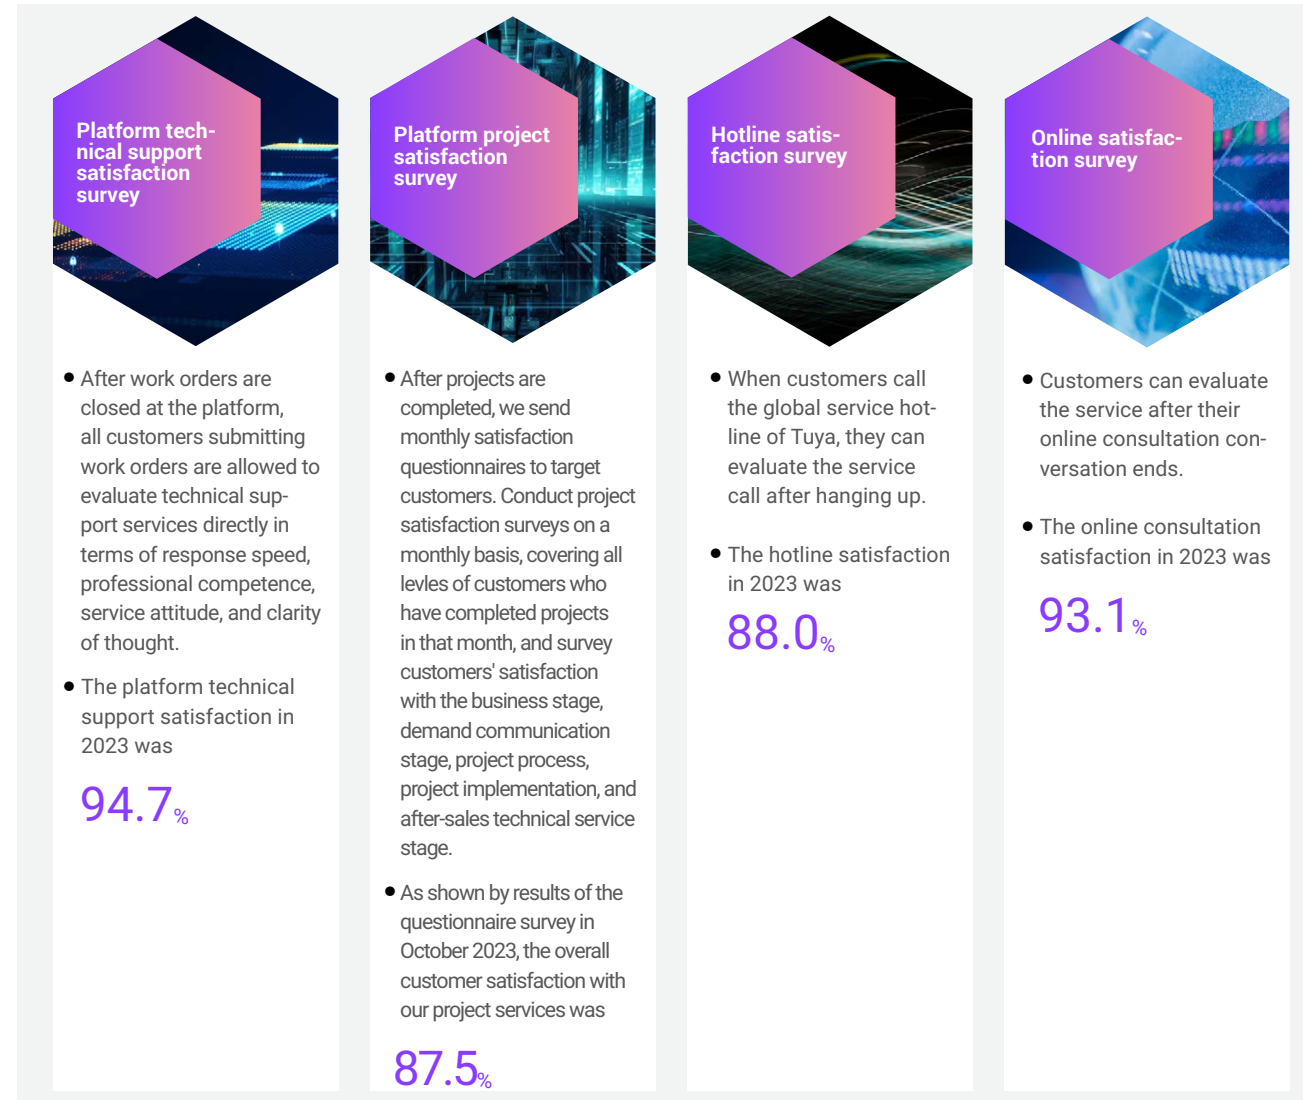 Platform tech-
nical support
satisfaction
survey
After work orders are
closed at the platform,
all customers submitting
work orders are allowed to
evaluate technical sup-
port services directly in
terms of response speed,
professional competence,
service attitude, and clarity
of thought.
The platform technical
support satisfaction in
2023 was
94.7%
Platform project
satisfaction
survey
After projects are
completed, we send
monthly satisfaction
questionnaires to target
customers. Conduct project
satisfaction surveys on a
monthly basis, covering all
levles of customers who
have completed projects
in that month, and survey
customers' satisfaction
with the business stage,
demand communication
stage, project process,
project implementation, and
after-sales technical service
stage.
As shown by results of the
questionnaire survey in
October 2023, the overall
customer satisfaction with
our project services was
87.5%
Hotline satis-
faction survey
When customers call
the global service hot-
line of Tuya, they can
evaluate the service
call after hanging up.
The hotline satisfaction
in 2023 was
88.0%
Online satisfac-
tion survey
Customers can evaluate
the service after their
online consultation con-
versation ends.
The online consultation
satisfaction in 2023 was
93.1%